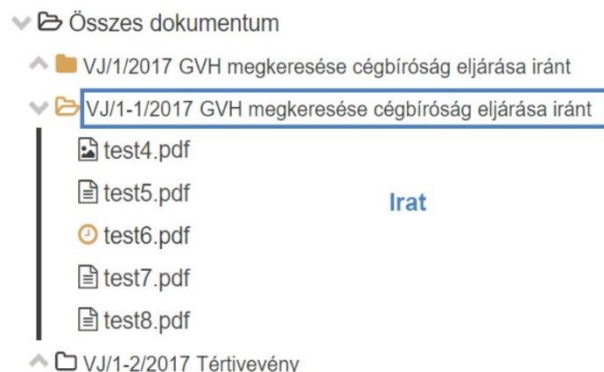 Összes dokumentum
VJ/1/2017 GVH megkeresése cégbíróság eljárása iránt
VJ/1-1/2017 GVH megkeresése cégbíróság eljárása iránt
test4.pdf
test5.pdf
Irat
test6.pdf
test7.pdf
test8.pdf
VJ/1-2/2017 Tértivevény